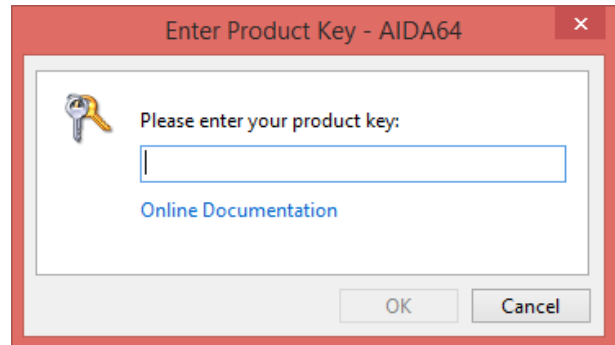 Enter Product Key - AIDA64
Please enter your product key:
Online Documentation
OK
Cancel